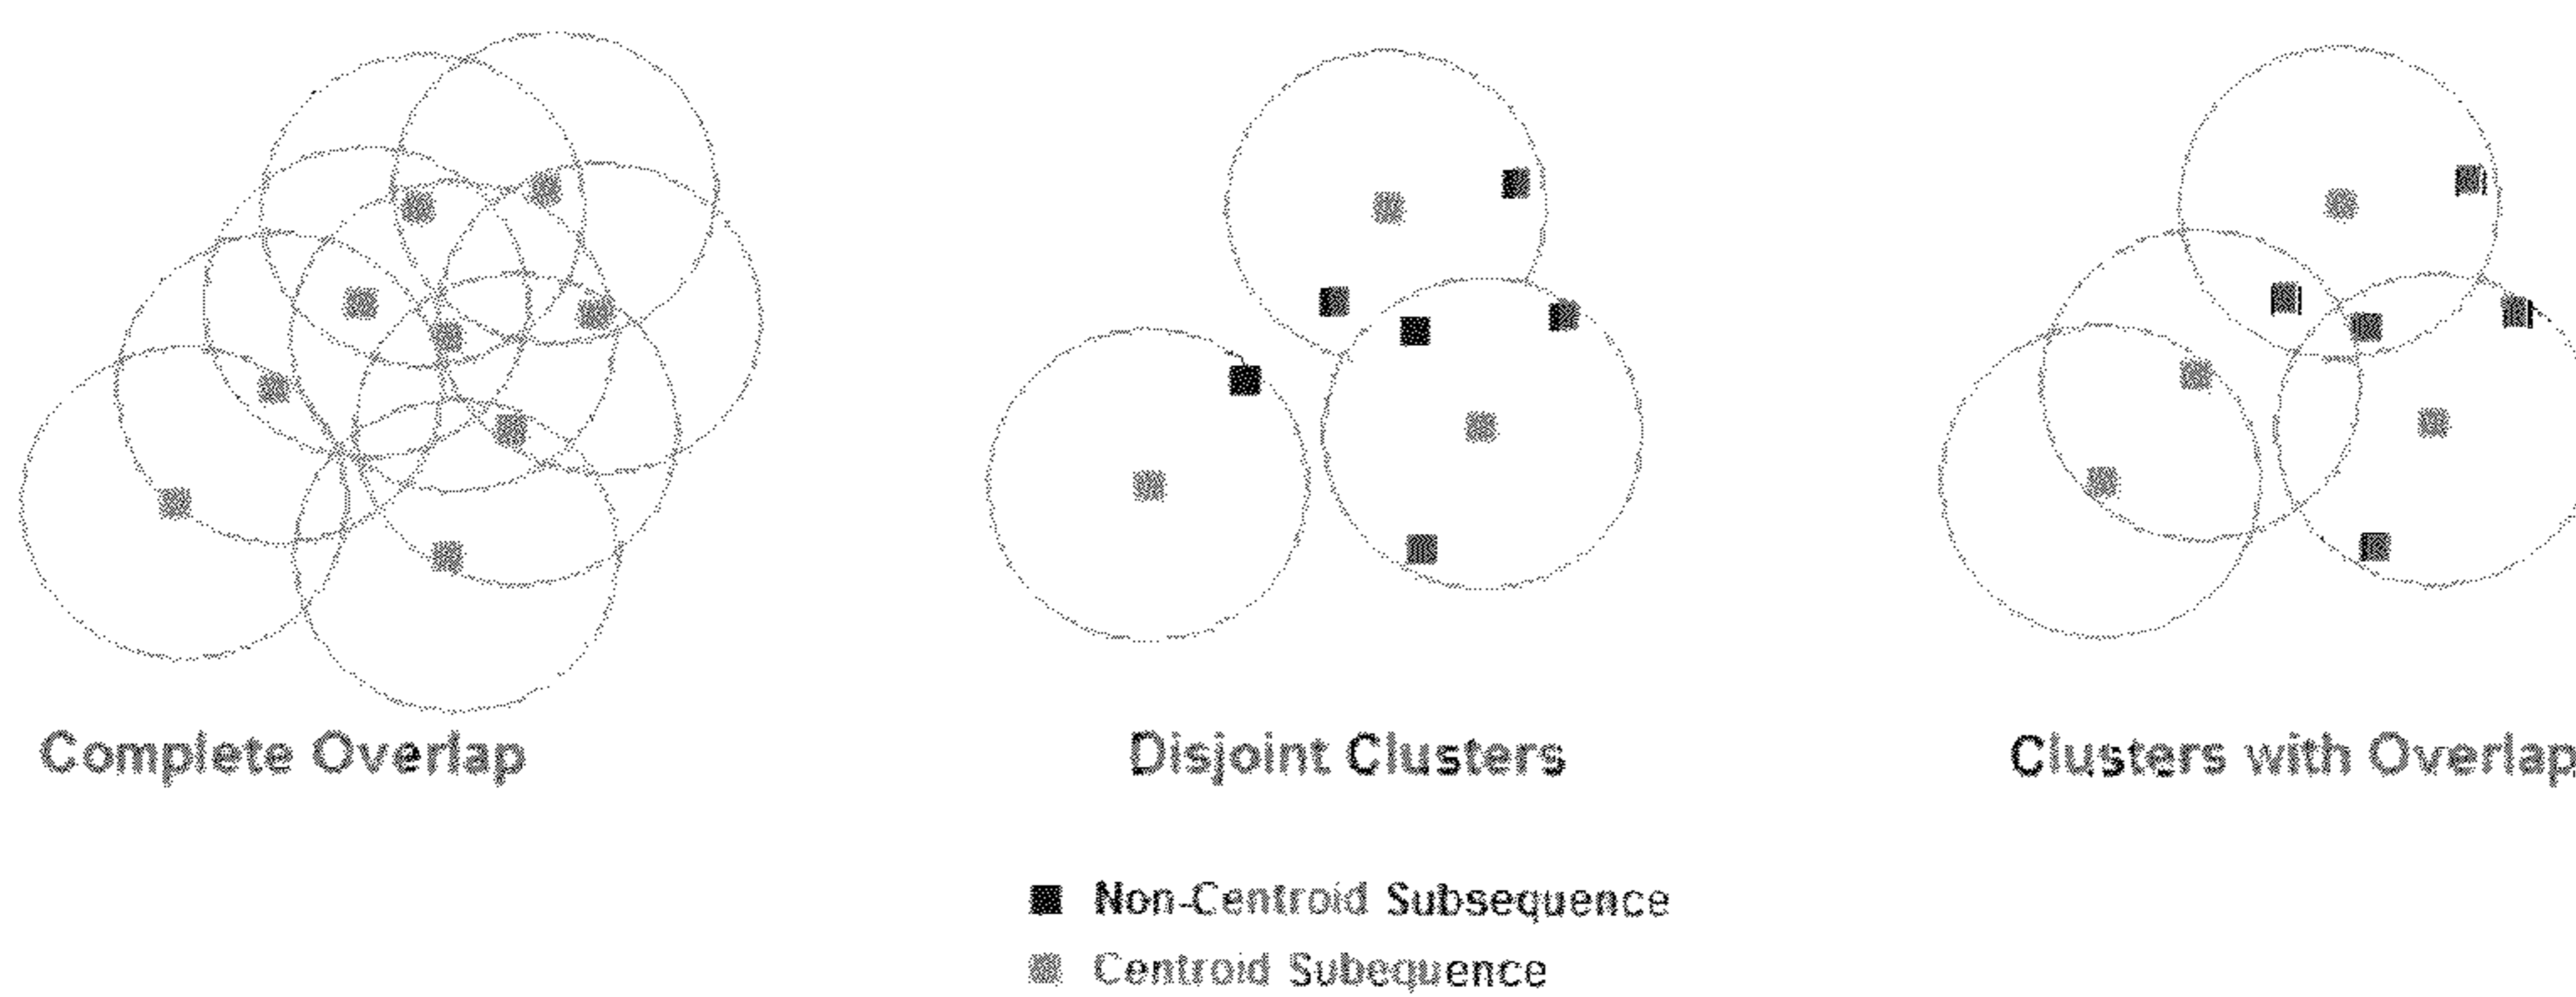 Complete Overlap
Disjoint Clusters
Clusters with Overlap
Non-Centroid Subsequence
Centroid Subequence